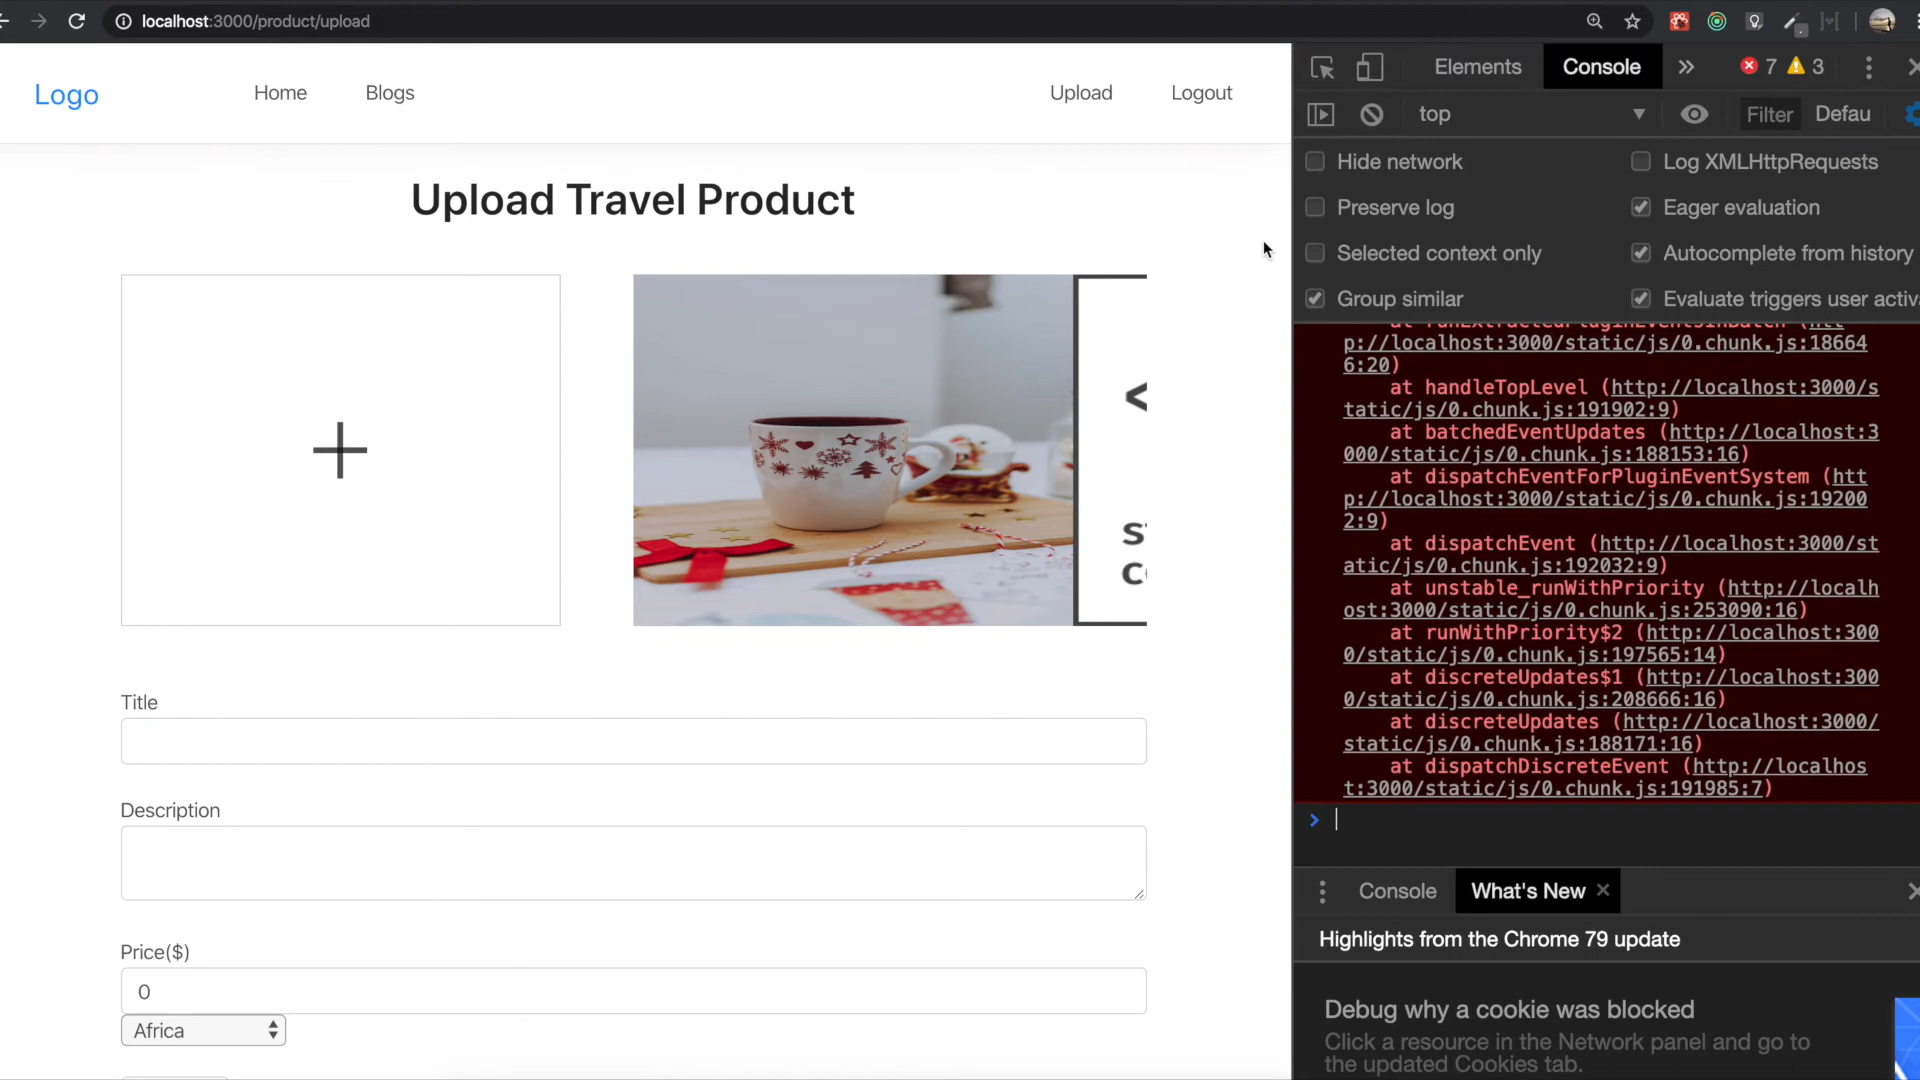 localhost:3000/product/upload
Logo
Home
Blogs
Upload
Logout
Upload Travel Product
<
Title
Description
Price($)
0
Africa
Elements
Console
7
3
top
Filter
Defau
Hide network
Log XMLHttpRequests
Preserve log
Eager evaluation
Selected context only
Autocomplete from history
Group similar
Evaluate triggers user activa
p://localhost:3000/static/js/0.chunk.js:18664
6:20)
at handleTopLevel (http://localhost:3000/s
tatic/js/0.chunk.js:191902:9)
at batchedEventUpdates (http://localhost:3
000/static/js/0.chunk.js:188153:16)
at dispatchEventForPluginEventSystem (htt
p://localhost:3000/static/js/0.chunk.js:19200
2:9)
at dispatchEvent (http://localhost:3000/st
atic/js/0.chunk.js:192032:9)
at unstable_runWithPriority (http://localh
ost:3000/static/js/0.chunk.js:253090:16)
at runWithPriority$2 (http://localhost:300
0/static/js/0.chunk.js:197565:14)
at discreteUpdates$1 (http://localhost:300
0/static/js/0.chunk.js:208666:16)
at discreteUpdates (http://localhost:3000/
static/js/0.chunk.js:188171:16)
at dispatchDiscreteEvent (http://localhos
t:3000/static/js/0.chunk.js:191985:7)
Console
What's New
Highlights from the Chrome 79 update
Debug why a cookie was blocked
Click a resource in the Network panel and go to
the updated Cookies tab.